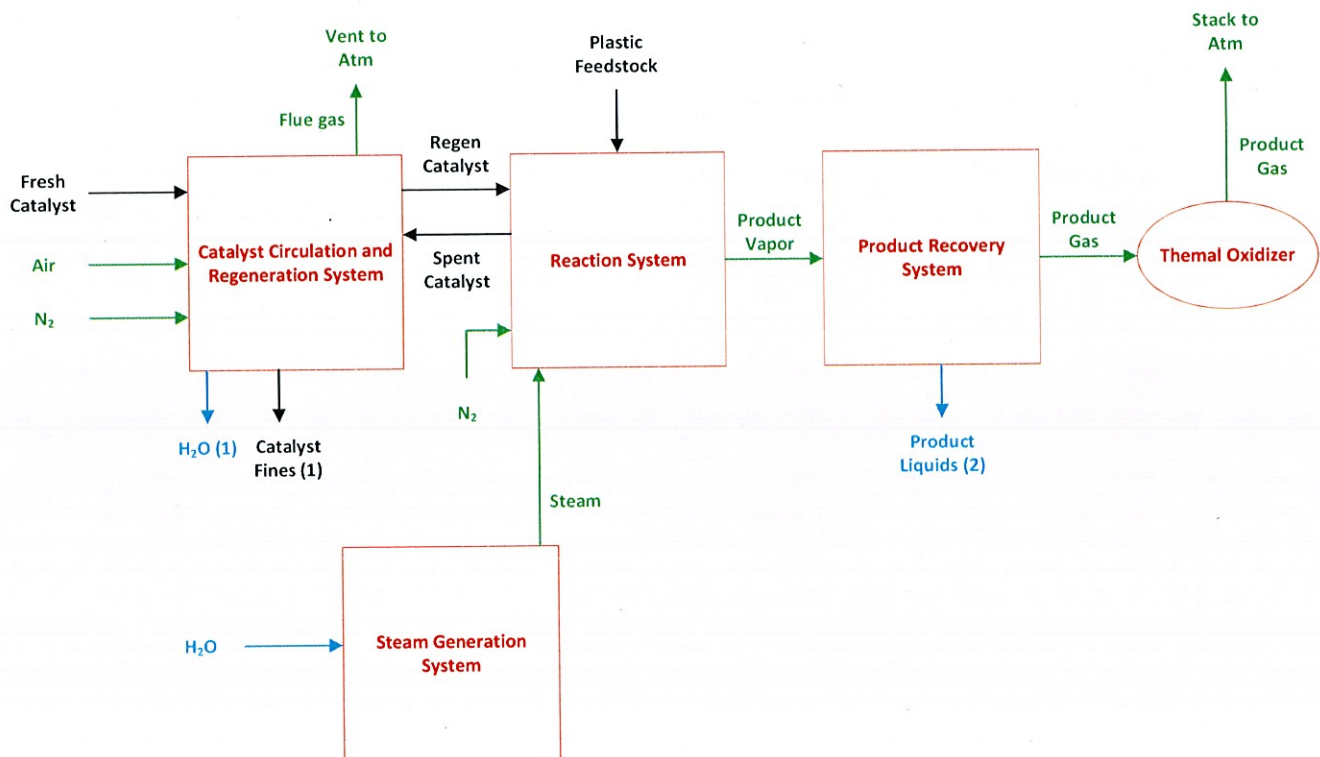 Stack to
Atm
Vent to
Atm
Plastic
Feedstock
Flue gas
Regen
Catalyst
Product
Gas
Fresh
Catalyst
Product
Vapor
Product
Gas
Catalyst Circulation and
Regeneration System
Reaction System
Product Recovery
System
Themal Oxidizer
Air
Spent
Catalyst
N₂
N₂
H₂O (1)
Catalyst
Fines (1)
Product
Liquids (2)
Steam
Steam Generation
System
H₂O